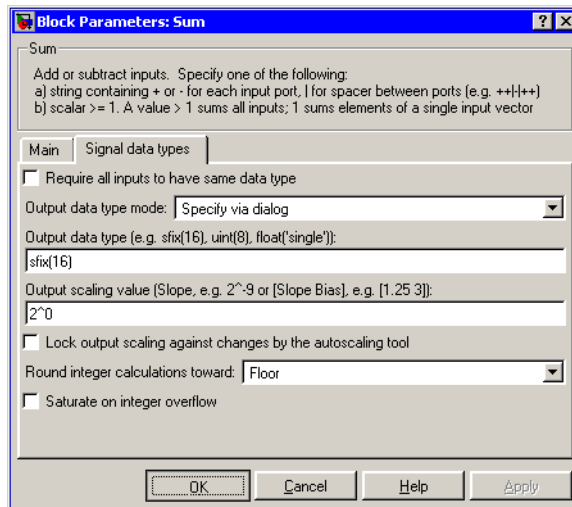 Block Parameters: Sum
Sum
Add or subtract inputs. Specify one of the following:
a) string containing + or - for each input port, | for spacer between ports (e.g. ++|-|++)
b) scalar >= 1. A value > 1 sums all inputs; 1 sums elements of a single input vector
Main Signal data types
Require all inputs to have same data type
Output data type mode: Specify via dialog
Output data type (e.g. sfix(16), uint(8), float('single')):
sfix(16)
Output scaling value (Slope, e.g. 2^-9 or [Slope Bias], e.g. [1.25 3]):
2^0
Lock output scaling against changes by the autoscaling tool
Round integer calculations toward: Floor
Saturate on integer overflow
OK Cancel Help Apply